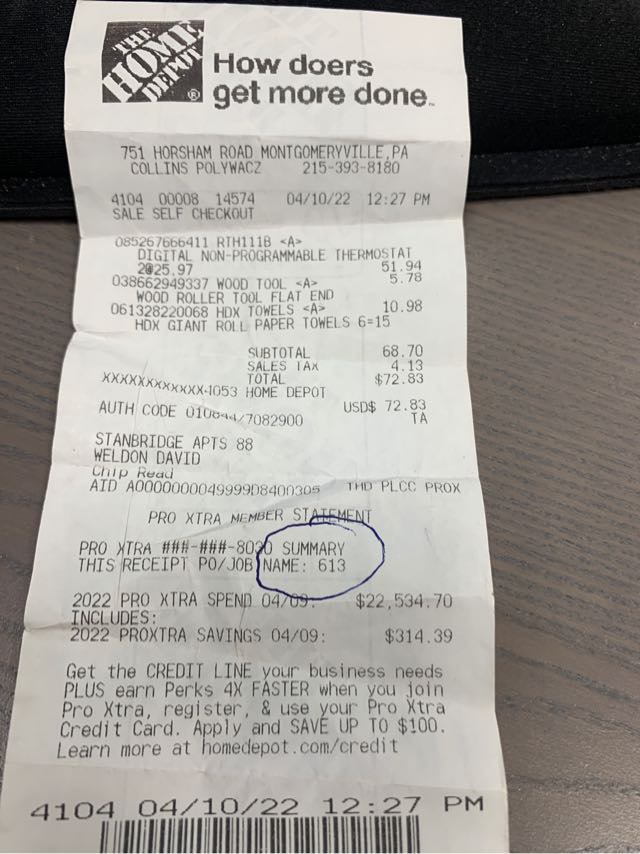 THE HOME DEPOT ®
How doers
get more done™
751 HORSHAM ROAD MONTGOMERYVILLE,PA
COLLINS POLYWACZ 215-393-8180
4104 00008 14574 04/10/22 12:27 PM
SALE SELF CHECKOUT
085267666411 RTH111B <A>
DIGITAL NON-PROGRAMMABLE THERMOSTAT
2@25.97 51.94
038662949337 WOOD TOOL <A> 5.78
WOOD ROLLER TOOL FLAT END
061328220068 HDX TOWELS <A> 10.98
HDX GIANT ROLL PAPER TOWELS 6=15
SUBTOTAL 68.70
SALES TAX 4.13
TOTAL $72.83
XXXXXXXXXXXX1053 HOME DEPOT
USD$ 72.83
AUTH CODE /7082900 TA
STANBRIDGE APTS 88
WELDON DAVID
Chip Read
AID A0000000049999D8400305 THD PLCC PROX
PRO XTRA MEMBER STATEMENT
PRO XTRA ###-###-8030 SUMMARY
THIS RECEIPT PO/JOB NAME: 613
2022 PRO XTRA SPEND 04/09: $22,534.70
INCLUDES:
2022 PROXTRA SAVINGS 04/09: $314.39
Get the CREDIT LINE your business needs
PLUS earn Perks 4X FASTER when you join
Pro Xtra, register, & use your Pro Xtra
Credit Card. Apply and SAVE UP TO $100.
Learn more at homedepot.com/credit
4104 04/10/22 12:27 PM